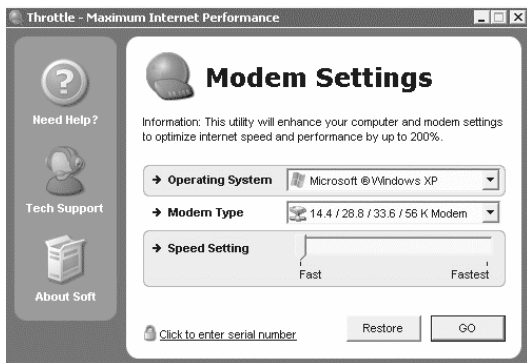 Throttle - Maximum Internet Performance
Need Help?
Tech Support
About Soft
Modem Settings
Information: This utility will enhance your computer and modem settings
to optimize internet speed and performance by up to 200%.
→ Operating System
Microsoft ® Windows XP
→ Modem Type
14.4 / 28.8 / 33.6 / 56 K Modem
→ Speed Setting
Fast Fastest
Click to enter serial number
Restore GO